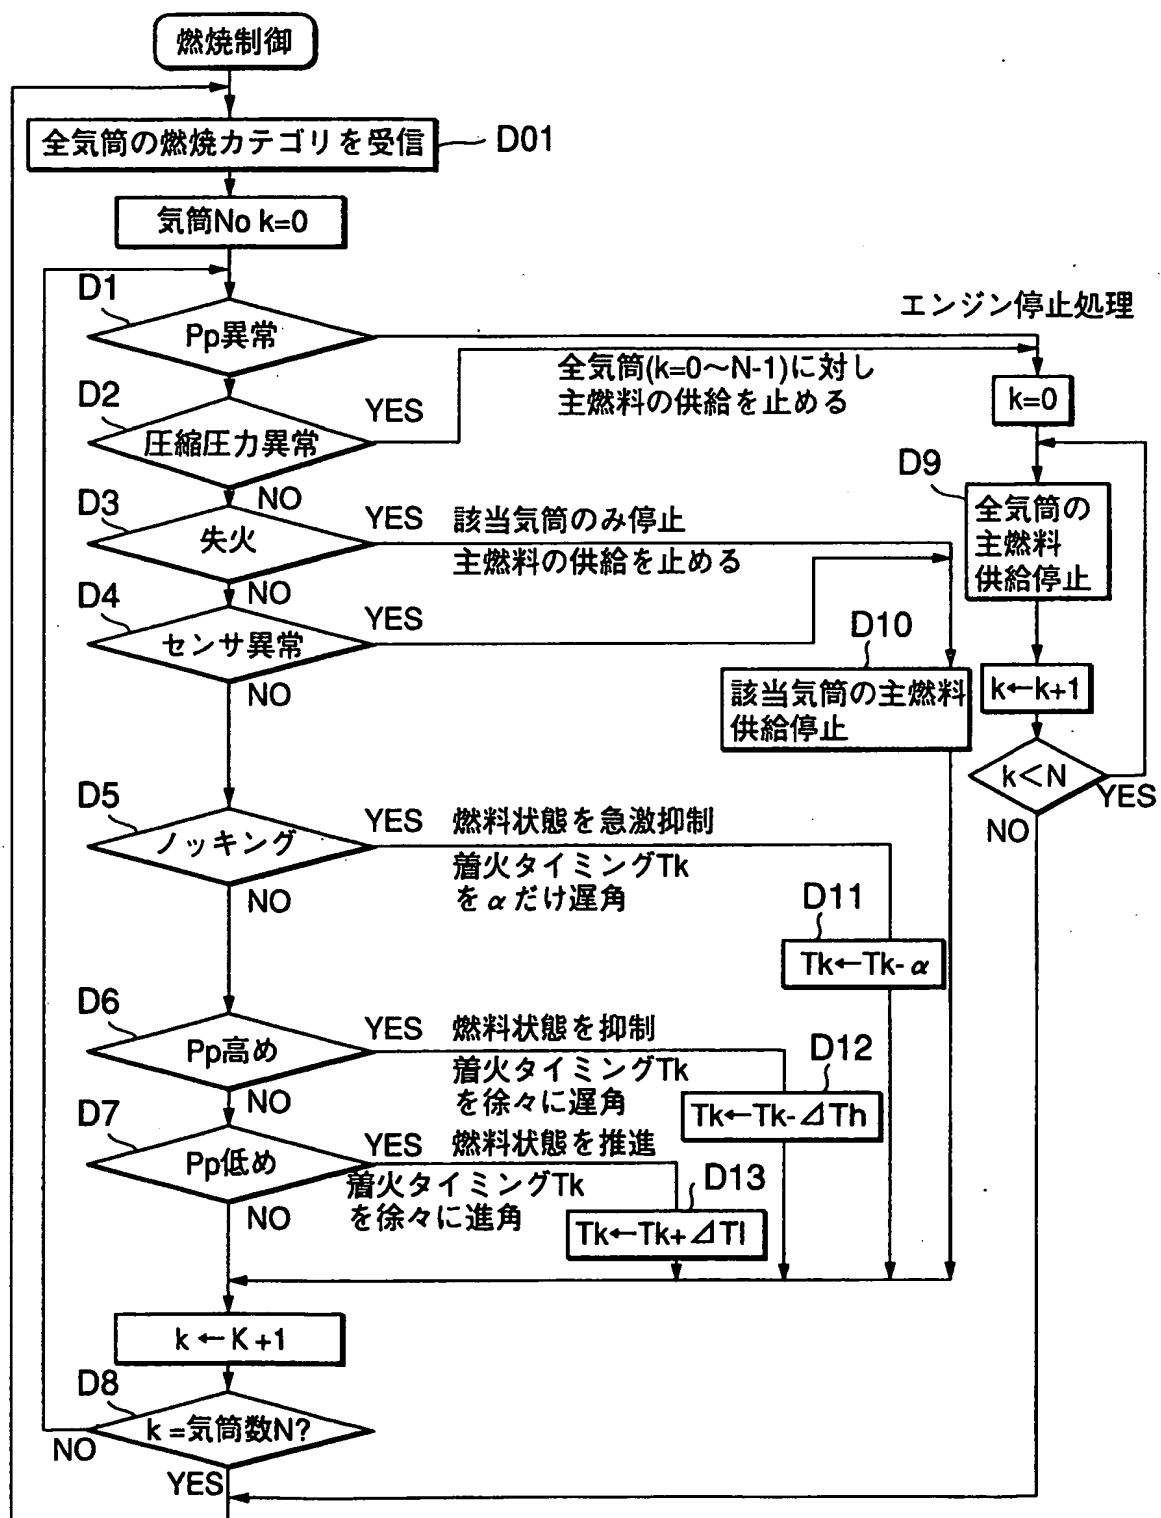 燃焼制御
全気筒の燃焼カテゴリを受信
D01
気筒No k=0
D1
Pp異常
エンジン停止処理
全気筒(k=0～N-1)に対し
主燃料の供給を止める
k=0
D2
YES
圧縮圧力異常
NO
D9
全気筒の
主燃料
供給停止
D3
YES 該当気筒のみ停止
失火
主燃料の供給を止める
NO
D4
YES
センサ異常
NO
D10
該当気筒の主燃料
供給停止
k←k+1
k<N
YES
NO
D5
YES 燃料状態を急激抑制
ノッキング
着火タイミングTk
をαだけ遅角
NO
D11
Tk←Tk-α
D6
YES 燃料状態を抑制
Pp高め
着火タイミングTk
を徐々に遅角
NO
D12
Tk←Tk-⊿Th
D7
YES 燃料状態を推進
Pp低め
着火タイミングTk
を徐々に進角
NO
D13
Tk←Tk+⊿Tl
k←K+1
D8
k=気筒数N?
NO
YES